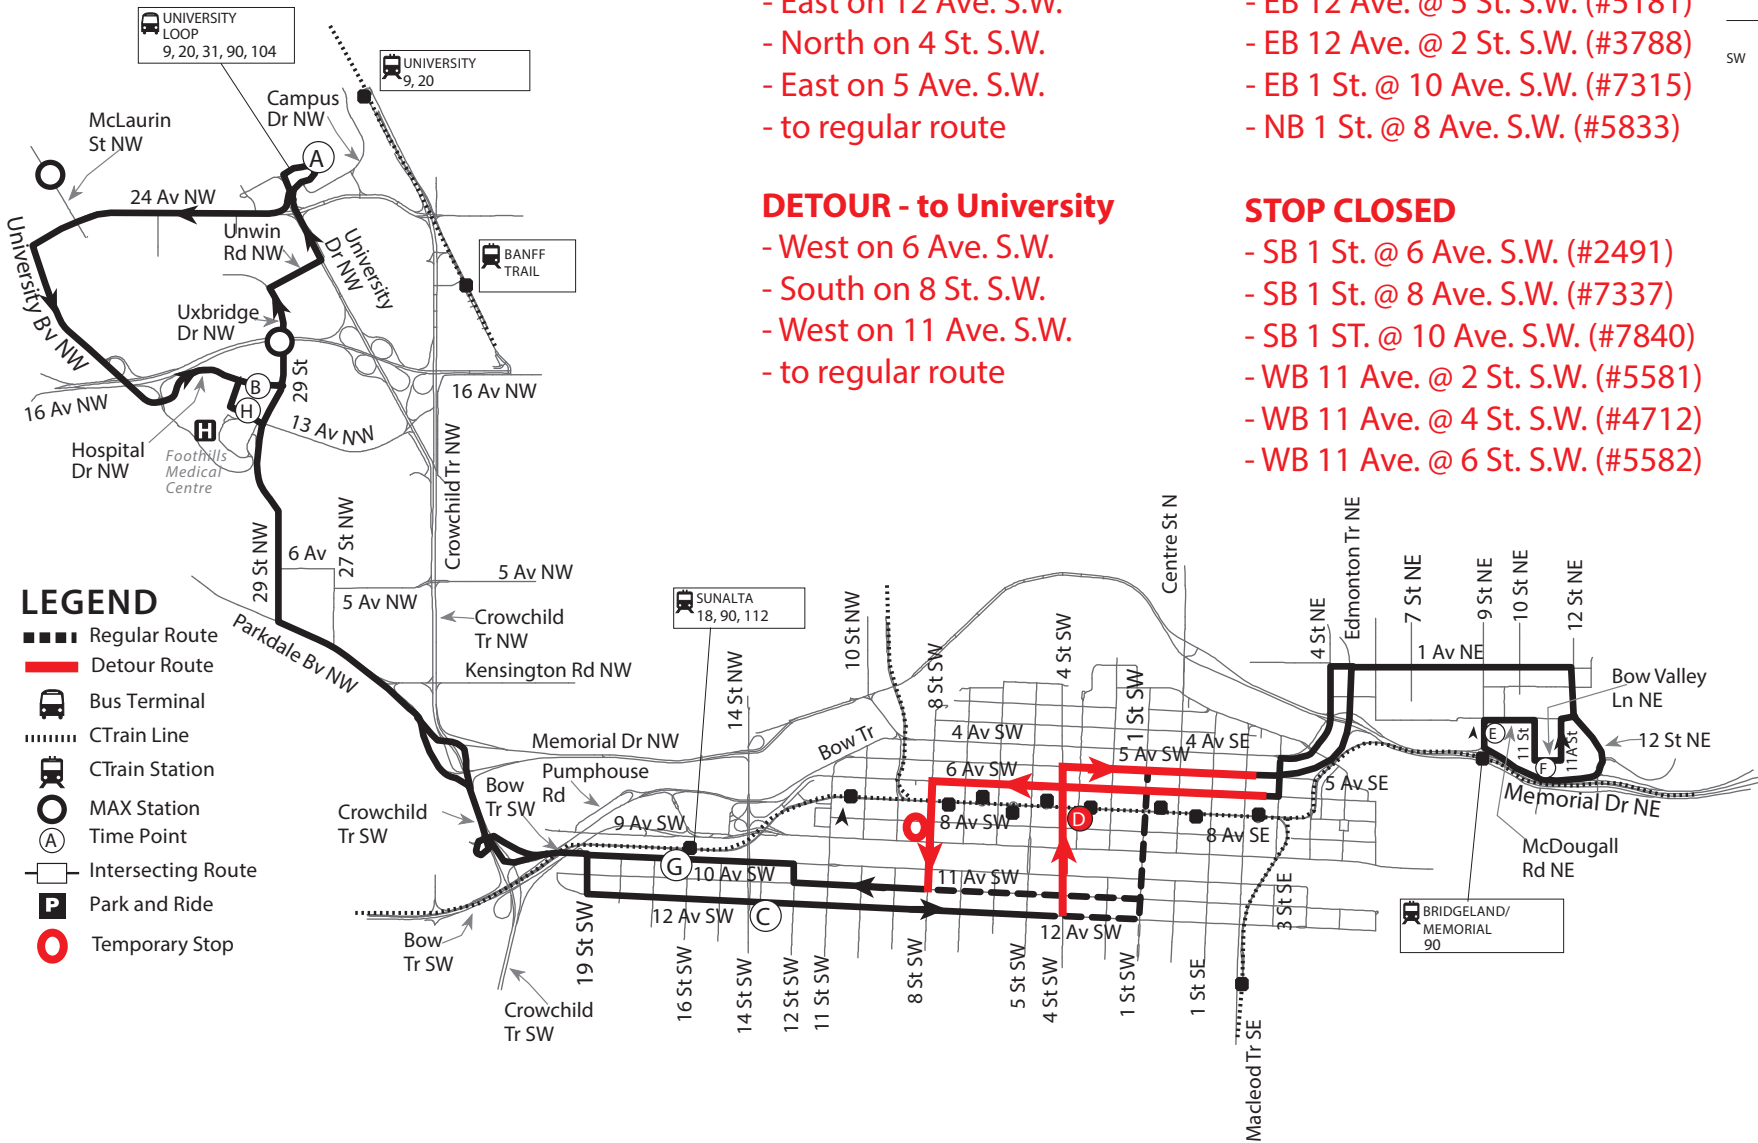 - East on 12 Ave. S.W.
- North on 4 St. S.W.
- East on 5 Ave. S.W.
- to regular route
- EB 12 Ave. @ 5 St. S.W. (#5181)
- EB 12 Ave. @ 2 St. S.W. (#3788)
- EB 1 St. @ 10 Ave. S.W. (#7315)
- NB 1 St. @ 8 Ave. S.W. (#5833)
SW
DETOUR - to University
- West on 6 Ave. S.W.
- South on 8 St. S.W.
- West on 11 Ave. S.W.
- to regular route
STOP CLOSED
- SB 1 St. @ 6 Ave. S.W. (#2491)
- SB 1 St. @ 8 Ave. S.W. (#7337)
- SB 1 ST. @ 10 Ave. S.W. (#7840)
- WB 11 Ave. @ 2 St. S.W. (#5581)
- WB 11 Ave. @ 4 St. S.W. (#4712)
- WB 11 Ave. @ 6 St. S.W. (#5582)
UNIVERSITY
LOOP
9, 20, 31, 90, 104
UNIVERSITY
9, 20
Campus
Dr NW
McLaurin
St NW
A
24 Av NW
Unwin
Rd NW
University
Dr NW
BANFF
TRAIL
University Bv NW
Uxbridge
Dr NW
29 St
B
H
16 Av NW
16 Av NW
13 Av NW
H
Hospital
Dr NW
Foothills
Medical
Centre
Crowchild Tr NW
29 St NW
6 Av
27 St NW
5 Av NW
5 Av NW
Crowchild
Tr NW
Parkdale Bv NW
Kensington Rd NW
LEGEND
Regular Route
Detour Route
Bus Terminal
CTrain Line
CTrain Station
MAX Station
A
Time Point
Intersecting Route
P
Park and Ride
Temporary Stop
SUNALTA
18, 90, 112
14 St NW
10 St NW
8 St SW
4 St SW
1 St SW
Centre St N
4 St NE
Edmonton Tr NE
7 St NE
9 St NE
10 St NE
12 St NE
1 Av NE
Bow Valley
Ln NE
12 St NE
E
11 St
F
11A St
Memorial Dr NE
McDougall
Rd NE
BRIDGELAND/
MEMORIAL
90
Memorial Dr NW
Bow Tr
Pumphouse
Rd
Bow
Tr SW
Crowchild
Tr SW
4 Av SW
4 Av SE
5 Av SW
5 Av SE
6 Av SW
8 Av SW
D
8 Av SE
9 Av SW
G
10 Av SW
11 Av SW
12 Av SW
C
12 Av SW
3 St SE
Bow
Tr SW
Crowchild
Tr SW
19 St SW
16 St SW
14 St SW
12 St SW
11 St SW
8 St SW
5 St SW
4 St SW
1 St SW
1 St SE
Macleod Tr SE